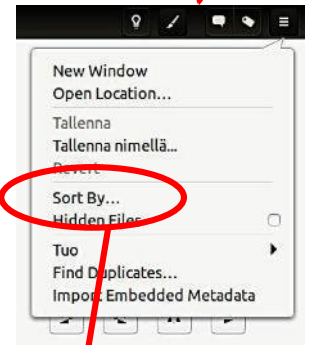 New Window
Open Location...
Tallenna
Tallenna nimellä...
Revert
Sort By...
Hidden Files
Tuo
Find Duplicates...
Import Embedded Metadata